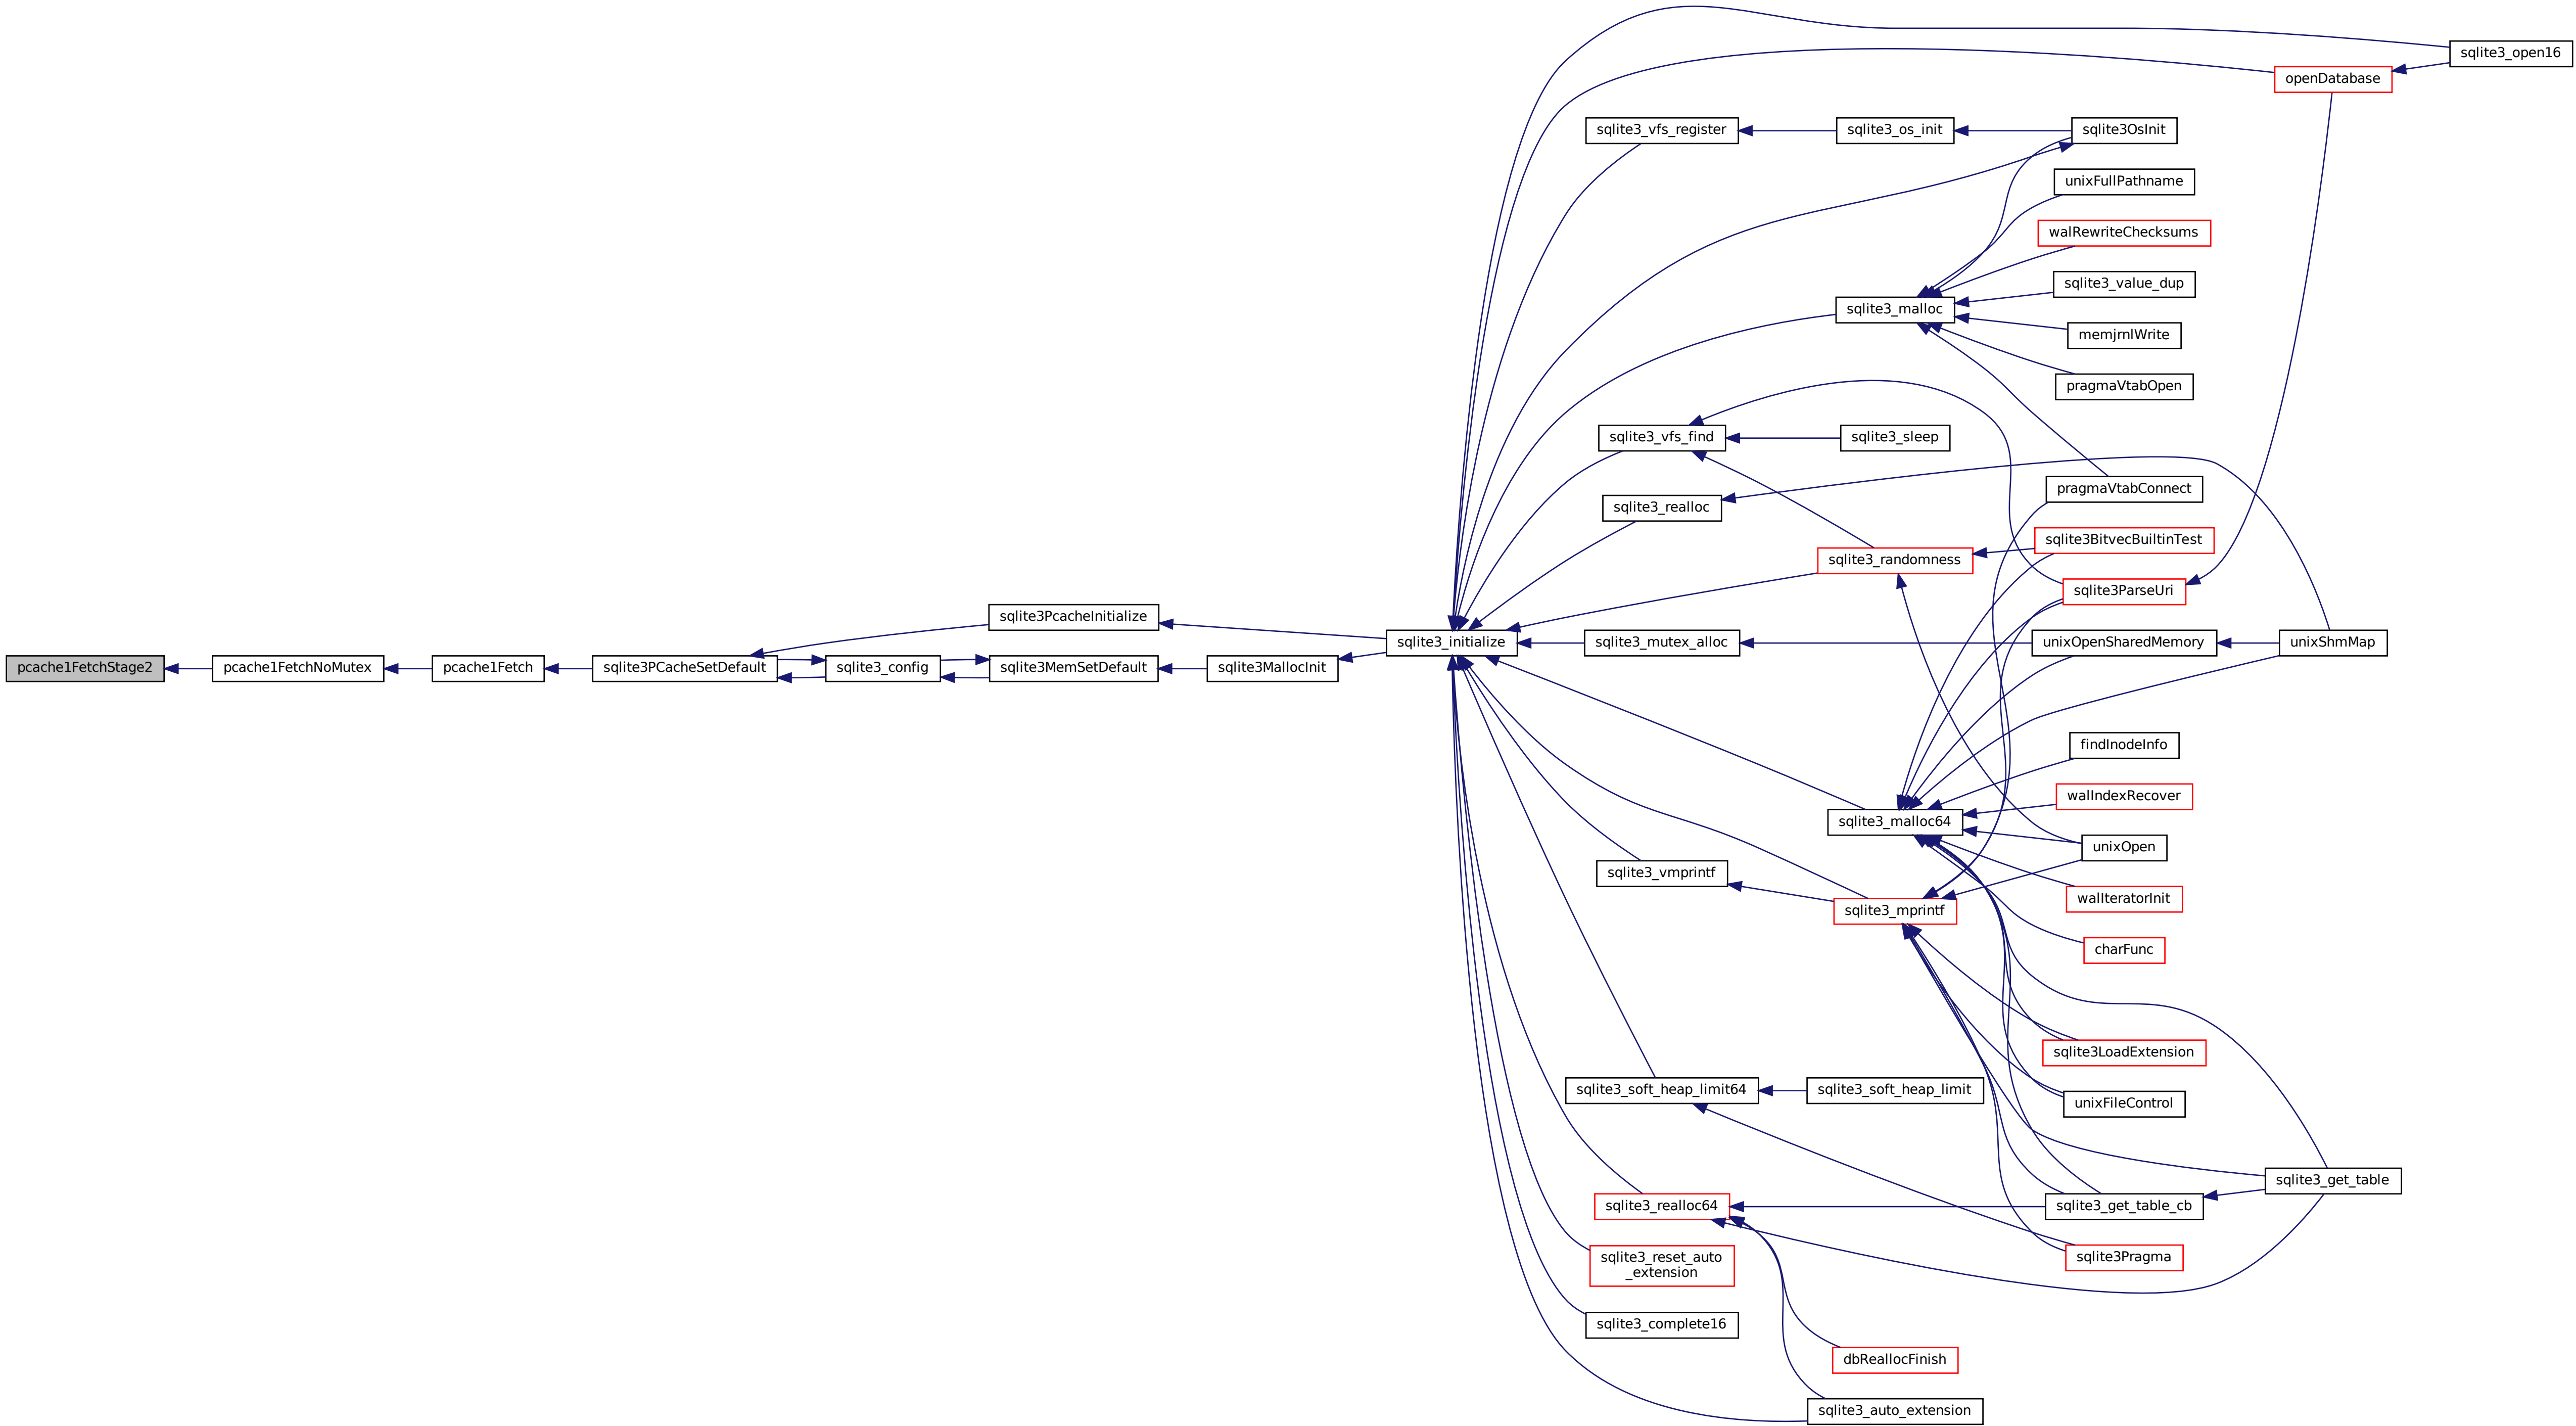 sqlite3_open16
openDatabase
sqlite3_vfs_register
sqlite3_os_init
sqlite3OsInit
unixFullPathname
walRewriteChecksums
sqlite3_value_dup
sqlite3_malloc
memjrnlWrite
pragmaVtabOpen
sqlite3_vfs_find
sqlite3_sleep
pragmaVtabConnect
sqlite3_realloc
sqlite3BitvecBuiltinTest
sqlite3_randomness
sqlite3ParseUri
sqlite3PcacheInitialize
sqlite3_initialize
sqlite3_mutex_alloc
unixOpenSharedMemory
unixShmMap
pcache1FetchStage2
pcache1FetchNoMutex
pcache1Fetch
sqlite3PCacheSetDefault
sqlite3_config
sqlite3MemSetDefault
sqlite3MallocInit
findInodeInfo
walIndexRecover
sqlite3_malloc64
unixOpen
sqlite3_vmprintf
walIteratorInit
sqlite3_mprintf
charFunc
sqlite3LoadExtension
sqlite3_soft_heap_limit64
sqlite3_soft_heap_limit
unixFileControl
sqlite3_get_table
sqlite3_realloc64
sqlite3_get_table_cb
sqlite3Pragma
sqlite3_reset_auto
_extension
sqlite3_complete16
dbReallocFinish
sqlite3_auto_extension